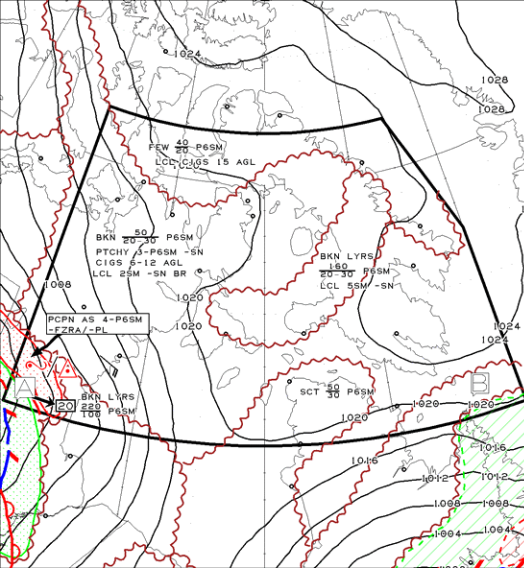 1024
1028
1028
FEW 40/20 P6SM
LCL CIGS 15 AGL
BKN 50/20-30 P6SM
PTCHY 3-P6SM -SN
CIGS 6-12 AGL
LCL 2SM -SN BR
BKN LYRS
160/20-30 P6SM
LCL 5SM -SN
1008
1020
1020
PCPN AS 4-P6SM
-FZRA/-PL
1024
1024
20
BKN LYRS
220/100 P6SM
SCT 50/30 P6SM
1020
1020
1020
1016
1016
1012
1012
1008
1008
1004
1004